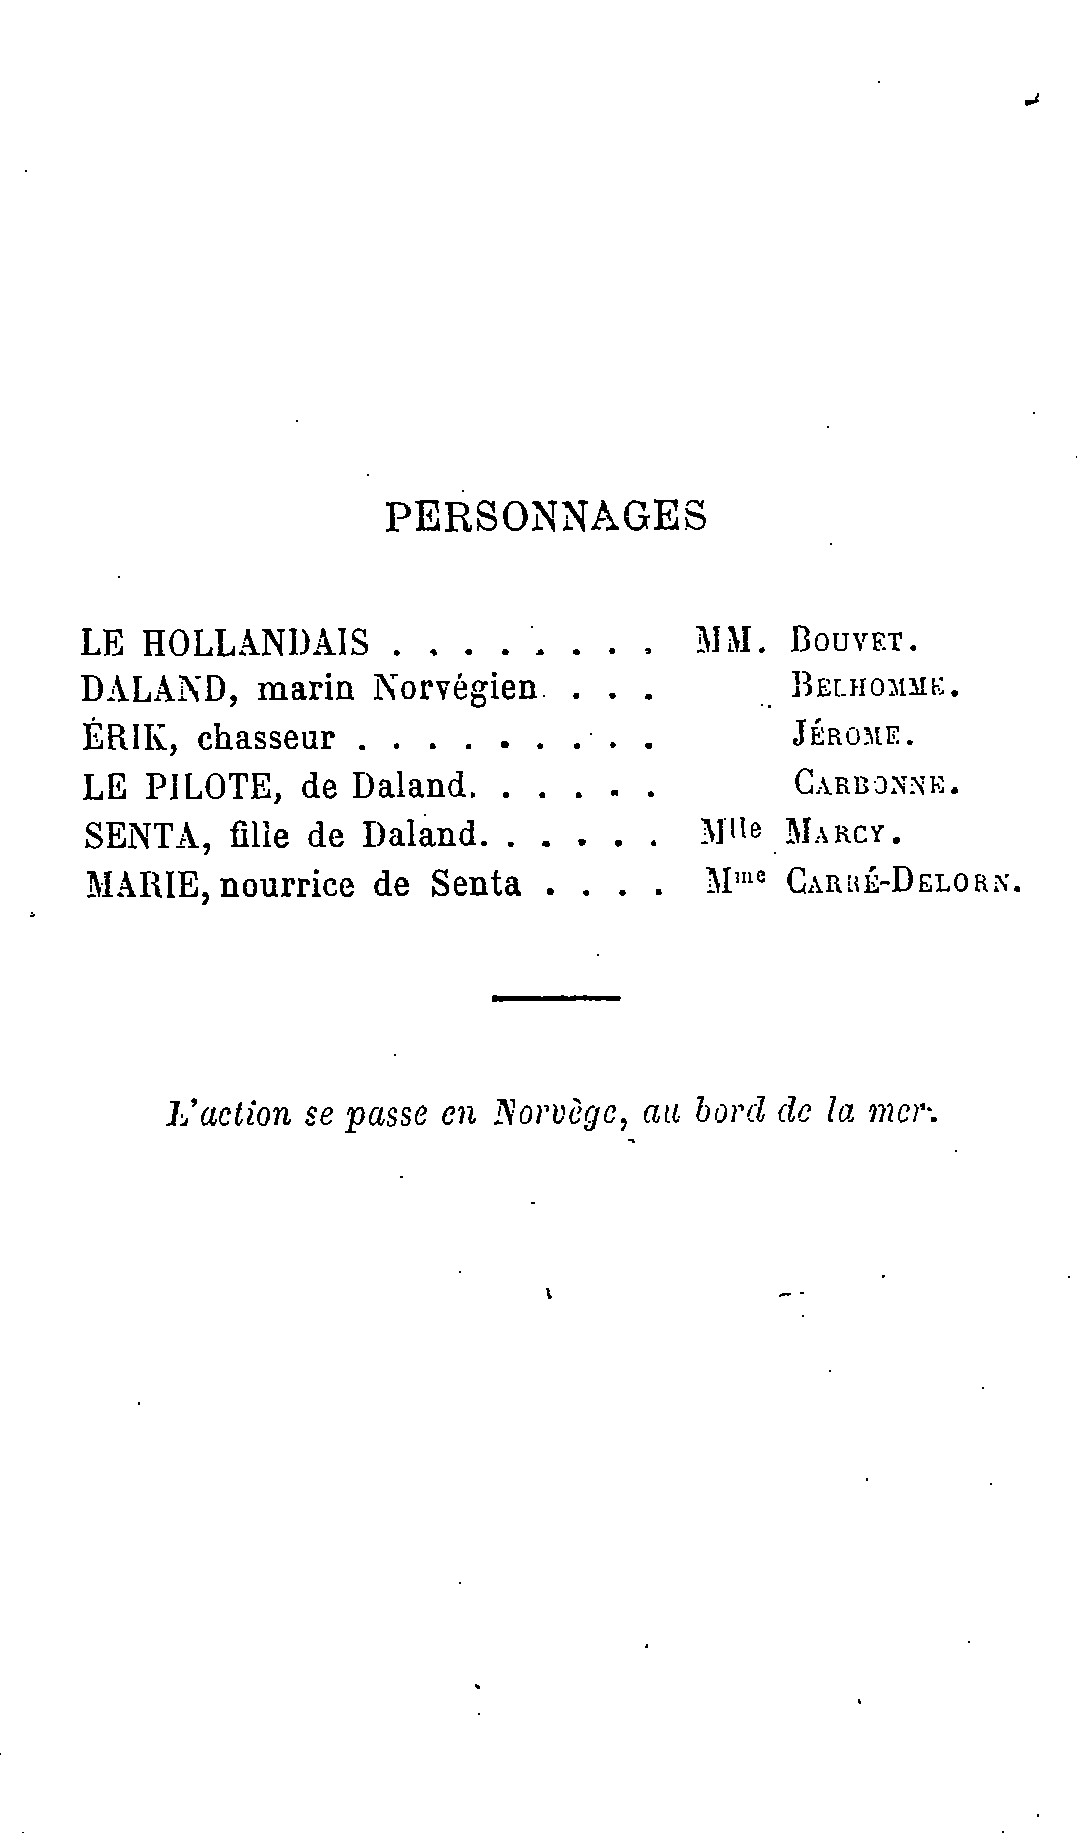 PERSONNAGES
LE HOLLANDAIS . . . . . . . . MM. BOUVET.
DALAND, marin Norvégien. . . . BELHOMME.
ÉRIK, chasseur . . . . . . . . . JÉROME.
LE PILOTE, de Daland. . . . . . CARBONNE.
SENTA, fille de Daland. . . . . . Mlle MARCY.
MARIE, nourrice de Senta . . . . Mme CARRÉ-DELORN.
L'action se passe en Norvège, au bord de la mer.